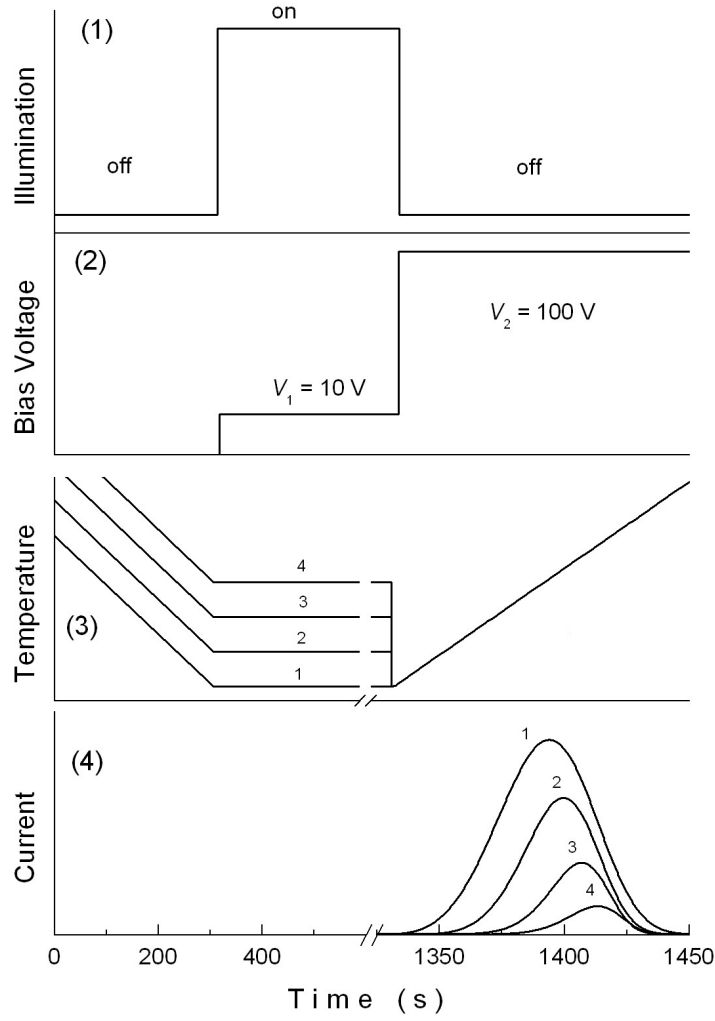 (1)
on
off
off
Illumination
(2)
V₁ = 10 V
V₂ = 100 V
Bias Voltage
(3)
4
3
2
1
Temperature
(4)
1
2
3
4
Current
0 200 400 1350 1400 1450
Time (s)